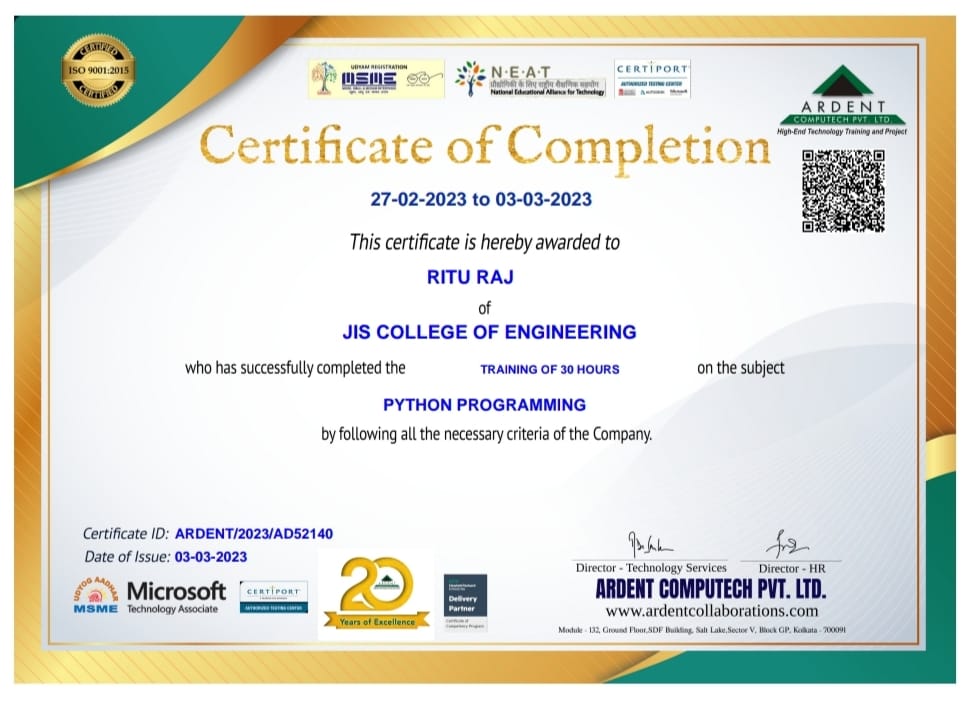 CERTIFIED
ISO 9001:2015
CERTIFIED
UDYAM REGISTRATION
MSME
N·E·A·T
प्रौद्योगिकी के लिए राष्ट्रीय शैक्षणिक सहयोग
National Educational Alliance for Technology
CERTIPORT
AUTHORIZED TESTING CENTER
ARDENT
COMPUTECH PVT. LTD.
High-End Technology Training and Project
Certificate of Completion
27-02-2023 to 03-03-2023
This certificate is hereby awarded to
RITU RAJ
of
JIS COLLEGE OF ENGINEERING
who has successfully completed the TRAINING OF 30 HOURS on the subject
PYTHON PROGRAMMING
by following all the necessary criteria of the Company.
Certificate ID: ARDENT/2023/AD52140
Date of Issue: 03-03-2023
UDYOG AADHAR
MSME
Microsoft
Technology Associate
CERTIPORT
AUTHORIZED TESTING CENTER
20
Years of Excellence
Delivery
Partner
Director - Technology Services
Director - HR
ARDENT COMPUTECH PVT. LTD.
www.ardentcollaborations.com
Module - 132, Ground Floor,SDF Building, Salt Lake,Sector V, Block GP, Kolkata - 700091